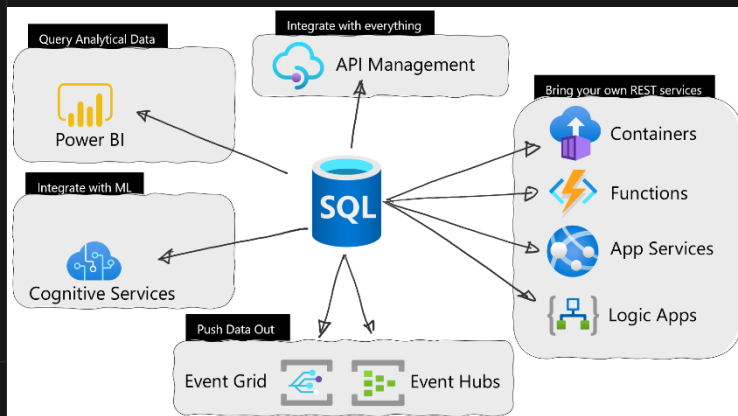 Integrate with everything
API Management
Query Analytical Data
Power BI
Bring your own REST services
Containers
Functions
App Services
Logic Apps
SQL
Integrate with ML
Cognitive Services
Push Data Out
Event Grid
Event Hubs